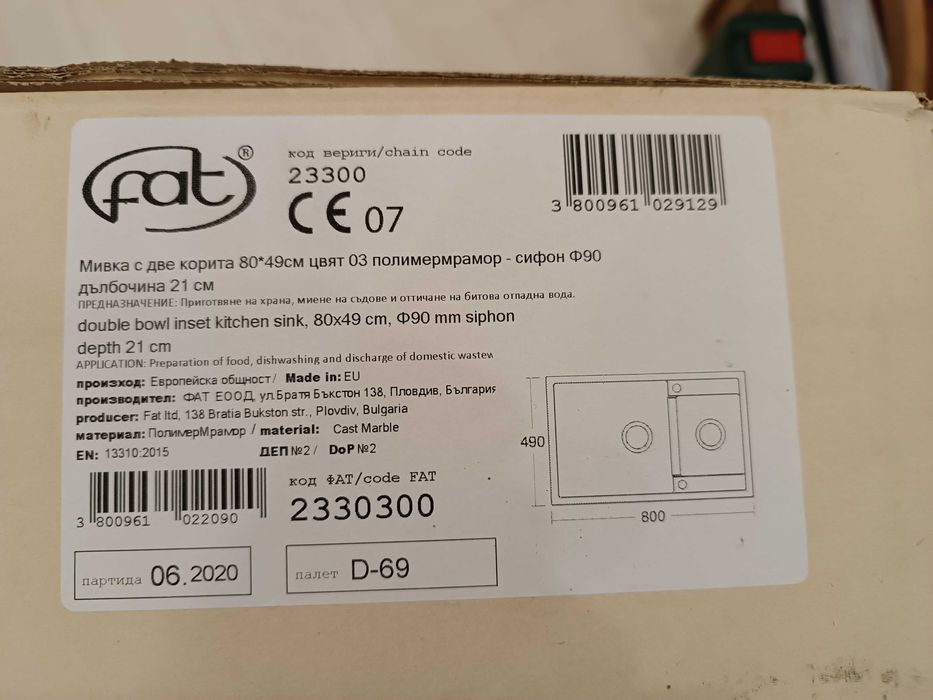 fat®
код вериги/chain code
23300
CE 07
3 800961 029129
Мивка с две корита 80*49см цвят 03 полимермрамор - сифон Ф90
дълбочина 21 см
ПРЕДНАЗНАЧЕНИЕ: Приготвяне на храна, миене на съдове и оттичане на битова отпадна вода.
double bowl inset kitchen sink, 80x49 cm, Ф90 mm siphon
depth 21 cm
APPLICATION: Preparation of food, dishwashing and discharge of domestic wastew
произход: Европейска общност/ Made in: EU
производител: ФАТ ЕООД, ул.Братя Бъкстон 138, Пловдив, България
producer: Fat ltd, 138 Bratia Bukston str., Plovdiv, Bulgaria
материал: ПолимерМрамор / material: Cast Marble
EN: 13310:2015 ДЕП №2 / DoP №2
490
800
3 800961 022090
код ФАТ/code FAT
2330300
партида 06.2020
палет D-69